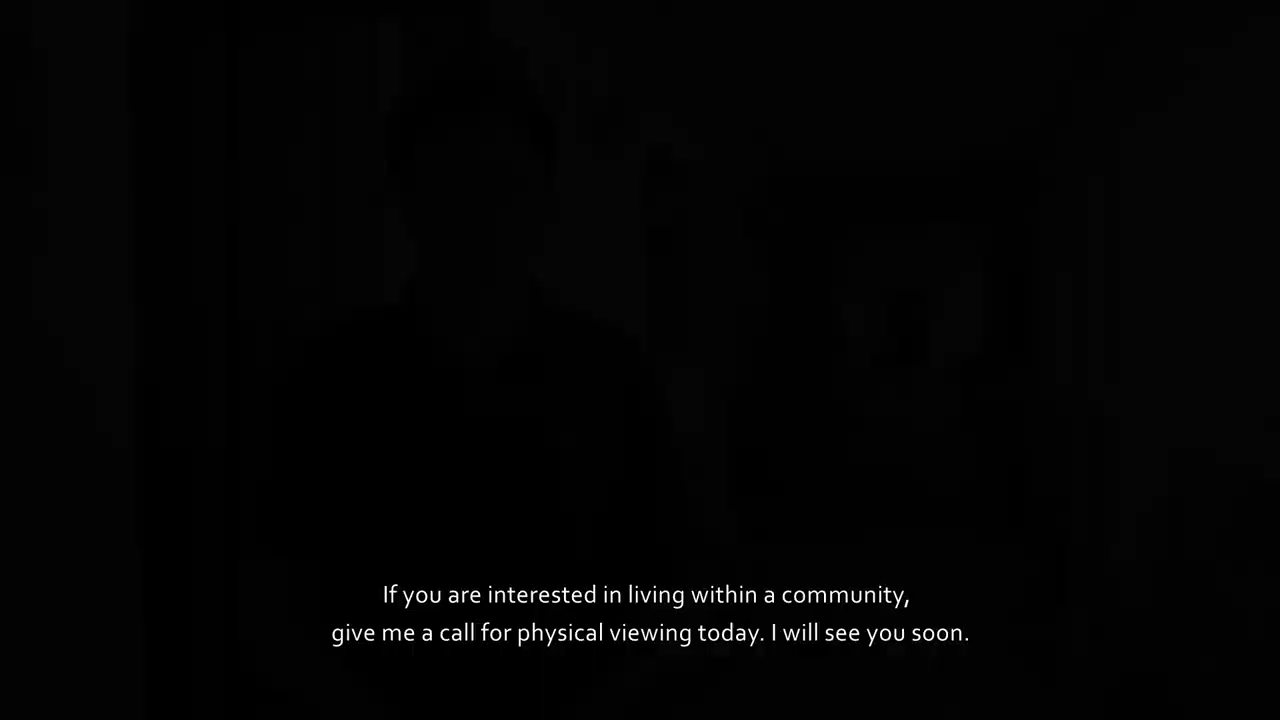 If you are interested in living within a community,
give me a call for physical viewing today. I will see you soon.